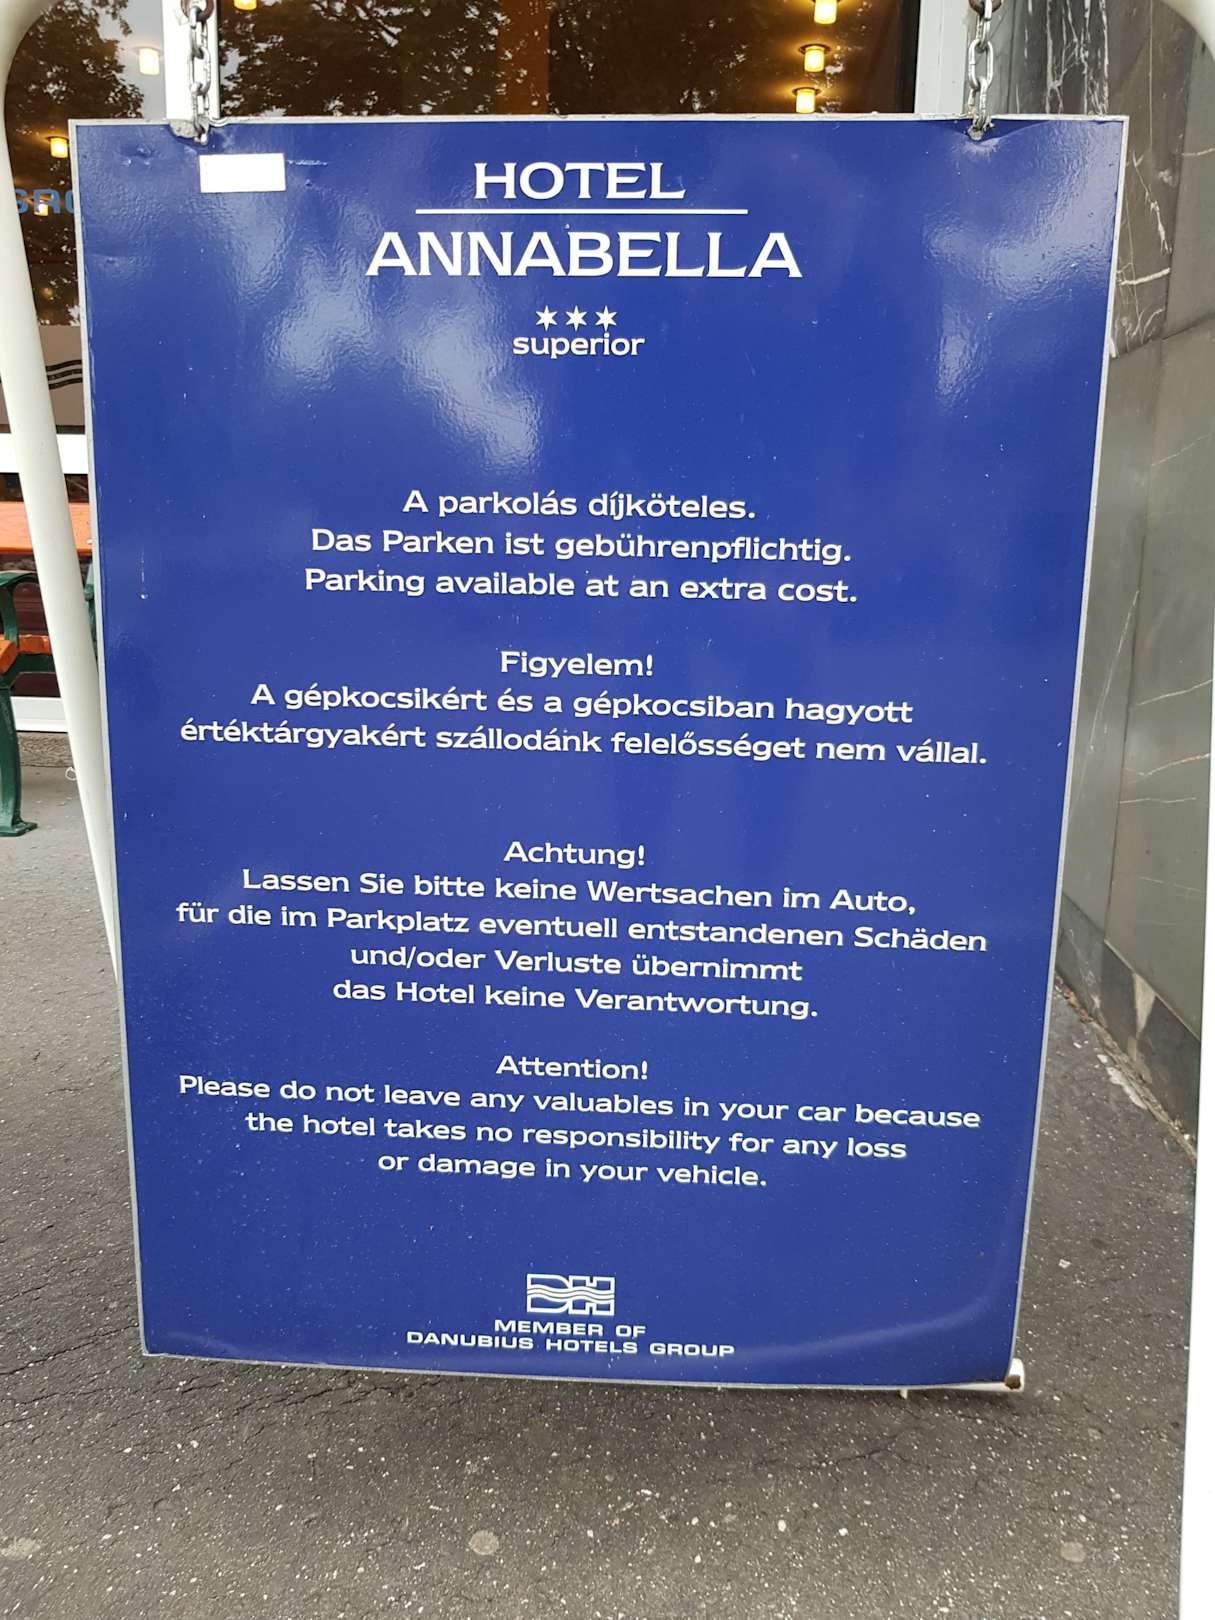 HOTEL
ANNABELLA
superior
A parkolás díjköteles.
Das Parken ist gebührenpflichtig.
Parking available at an extra cost.
Figyelem!
A gépkocsikért és a gépkocsiban hagyott
értéktárgyakért szállodánk felelősséget nem vállal.
Achtung!
Lassen Sie bitte keine Wertsachen im Auto,
für die im Parkplatz eventuell entstandenen Schäden
und/oder Verluste übernimmt
das Hotel keine Verantwortung.
Attention!
Please do not leave any valuables in your car because
the hotel takes no responsibility for any loss
or damage in your vehicle.
DH
MEMBER OF
DANUBIUS HOTELS GROUP